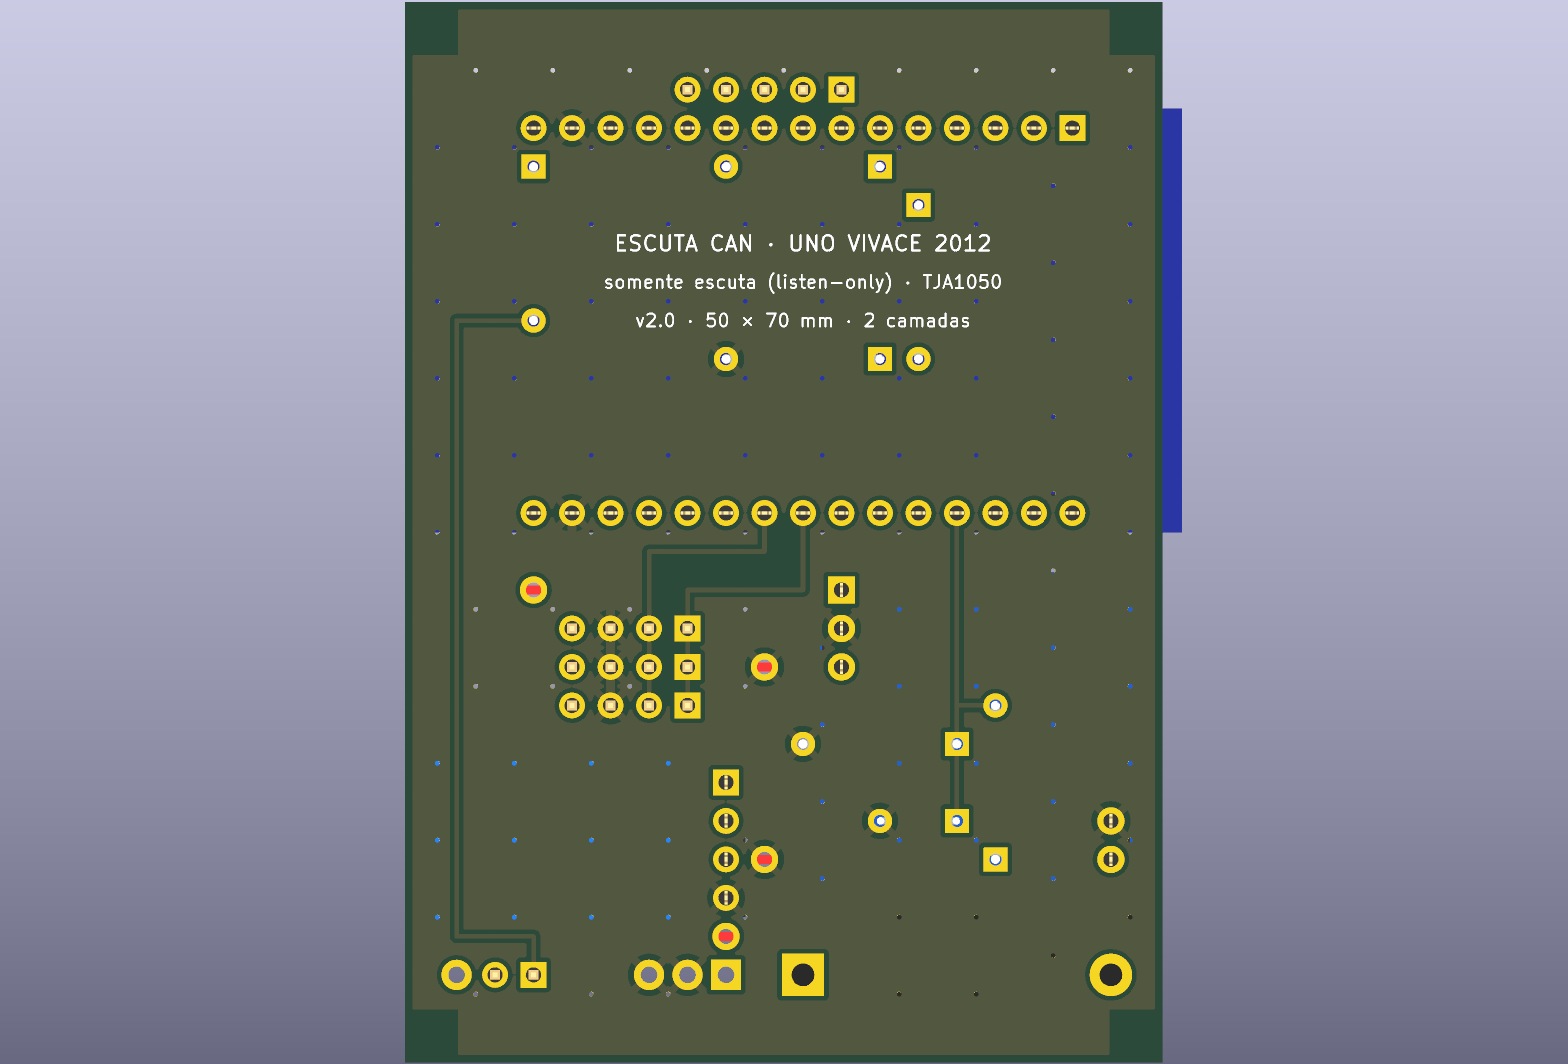 ESCUTA CAN · UNO VIVACE 2012
somente escuta (listen-only) · TJA1050
v2.0 · 50 × 70 mm · 2 camadas